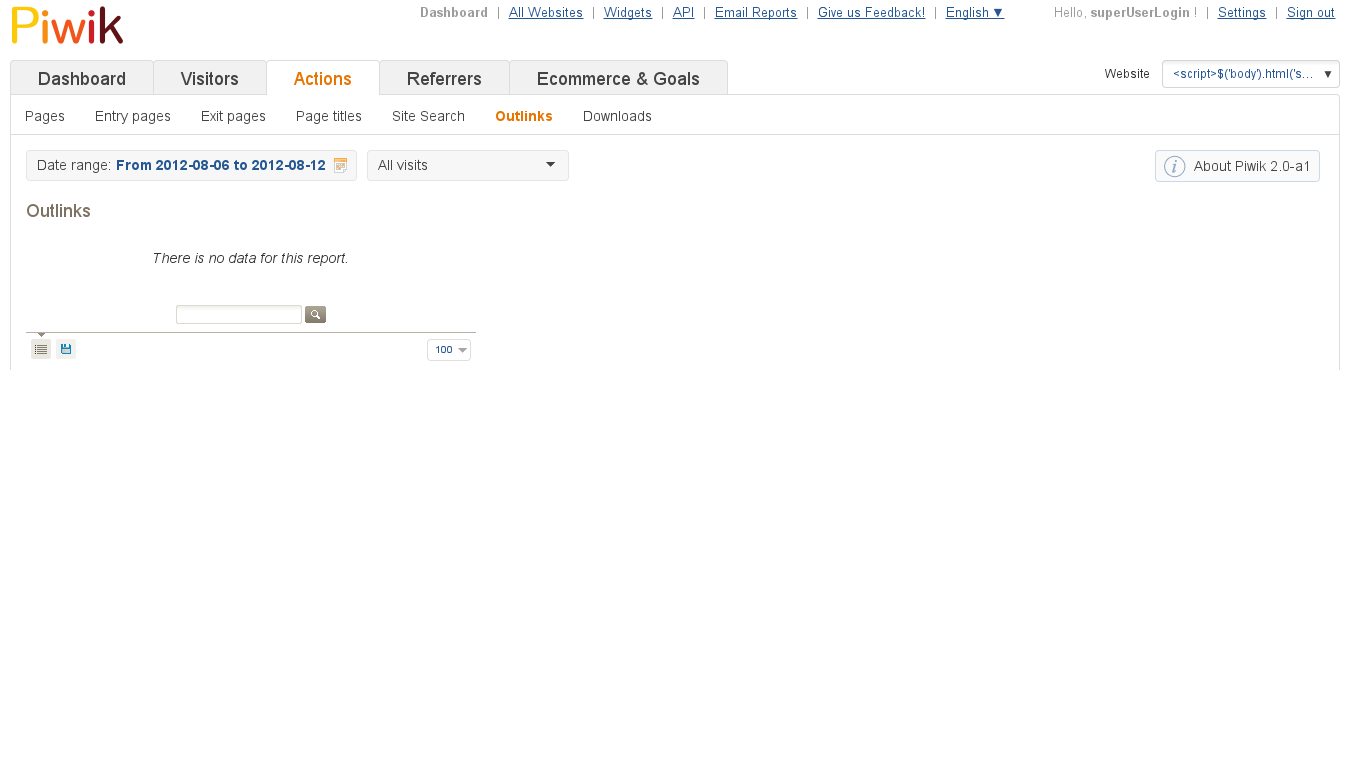 Piwik
Dashboard | All Websites | Widgets | API | Email Reports | Give us Feedback! | English ▼ Hello, superUserLogin ! | Settings | Sign out
Dashboard Visitors Actions Referrers Ecommerce & Goals Website <script>$('body').html('s... ▼
Pages Entry pages Exit pages Page titles Site Search Outlinks Downloads
Date range: From 2012-08-06 to 2012-08-12 All visits About Piwik 2.0-a1
Outlinks
There is no data for this report.
100